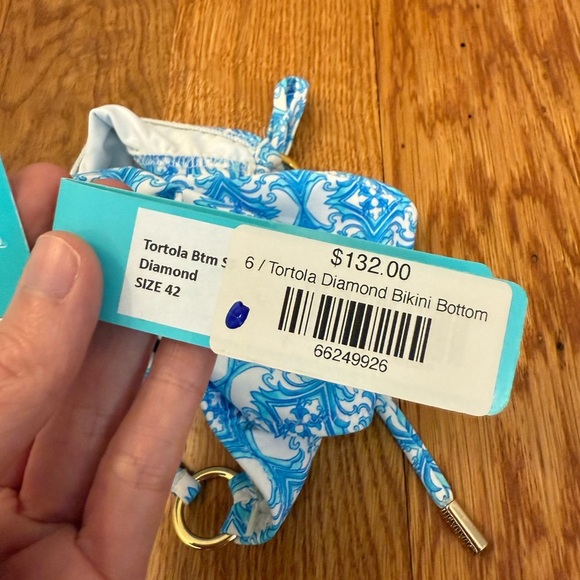 Tortola Btm S
Diamond
SIZE 42
$132.00
6 / Tortola Diamond Bikini Bottom
66249926